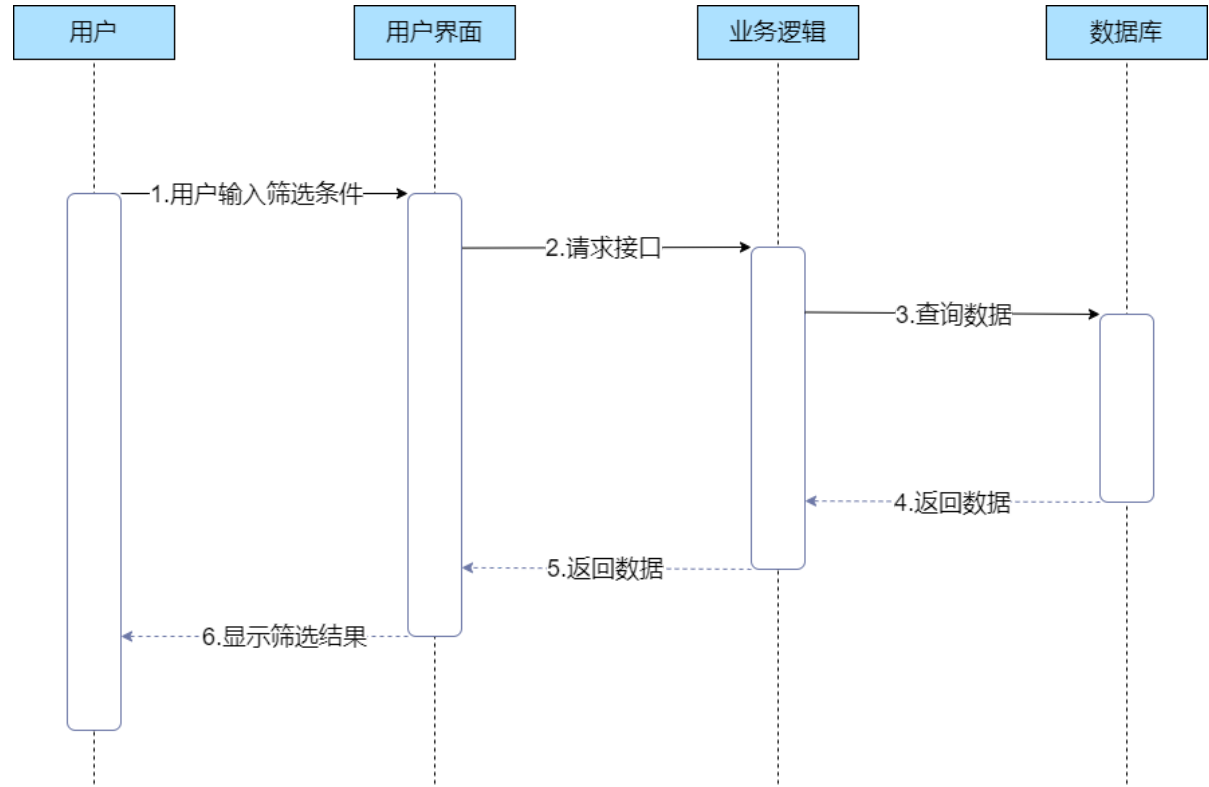 用户
用户界面
业务逻辑
数据库
1.用户输入筛选条件
2.请求接口
3.查询数据
4.返回数据
5.返回数据
6.显示筛选结果